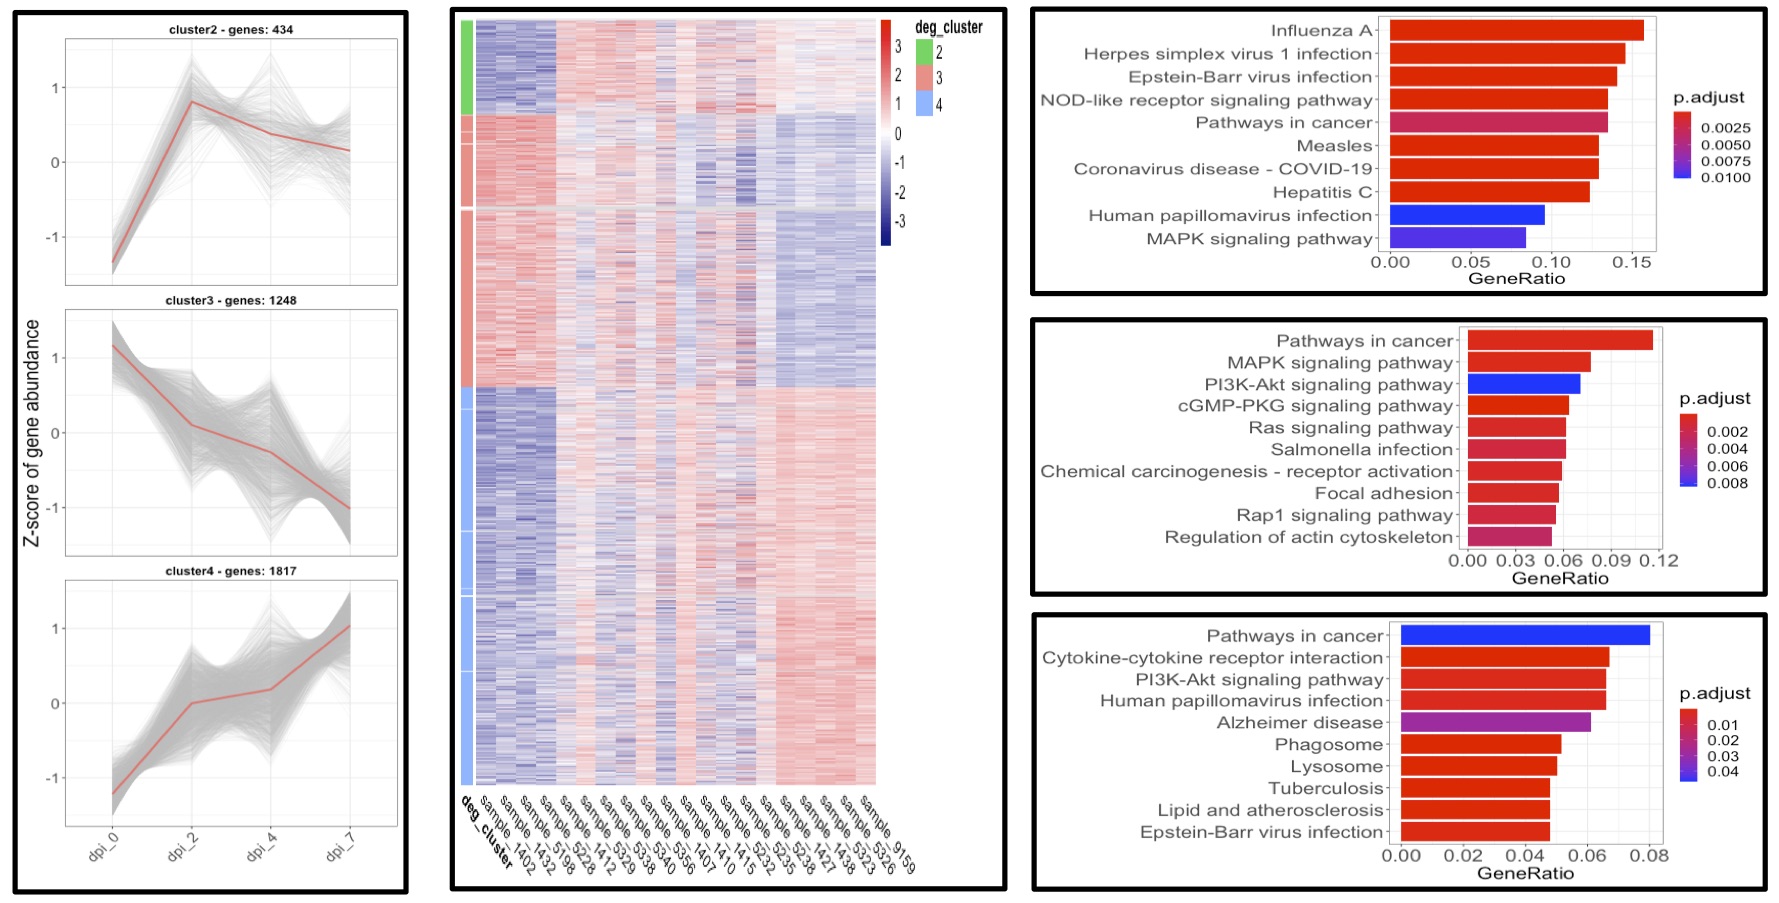 cluster2 - genes: 434
1
0
-1
cluster3 - genes: 1248
1
0
-1
cluster4 - genes: 1817
1
0
-1
Z-score of gene abundance
dpi_0
dpi_2
dpi_4
dpi_7
3
2
1
0
-1
-2
-3
deg_cluster
2
3
4
deg_cluster
sample_1402
sample_1432
sample_5198
sample_5228
sample_1412
sample_5329
sample_5338
sample_5340
sample_5356
sample_1407
sample_1410
sample_1415
sample_5232
sample_5235
sample_5238
sample_1427
sample_1438
sample_5323
sample_5326
sample_9159
Influenza A
Herpes simplex virus 1 infection
Epstein-Barr virus infection
NOD-like receptor signaling pathway
Pathways in cancer
Measles
Coronavirus disease - COVID-19
Hepatitis C
Human papillomavirus infection
MAPK signaling pathway
0.00 0.05 0.10 0.15
GeneRatio
p.adjust
0.0025
0.0050
0.0075
0.0100
Pathways in cancer
MAPK signaling pathway
PI3K-Akt signaling pathway
cGMP-PKG signaling pathway
Ras signaling pathway
Salmonella infection
Chemical carcinogenesis - receptor activation
Focal adhesion
Rap1 signaling pathway
Regulation of actin cytoskeleton
0.00 0.03 0.06 0.09 0.12
GeneRatio
p.adjust
0.002
0.004
0.006
0.008
Pathways in cancer
Cytokine-cytokine receptor interaction
PI3K-Akt signaling pathway
Human papillomavirus infection
Alzheimer disease
Phagosome
Lysosome
Tuberculosis
Lipid and atherosclerosis
Epstein-Barr virus infection
0.00 0.02 0.04 0.06 0.08
GeneRatio
p.adjust
0.01
0.02
0.03
0.04